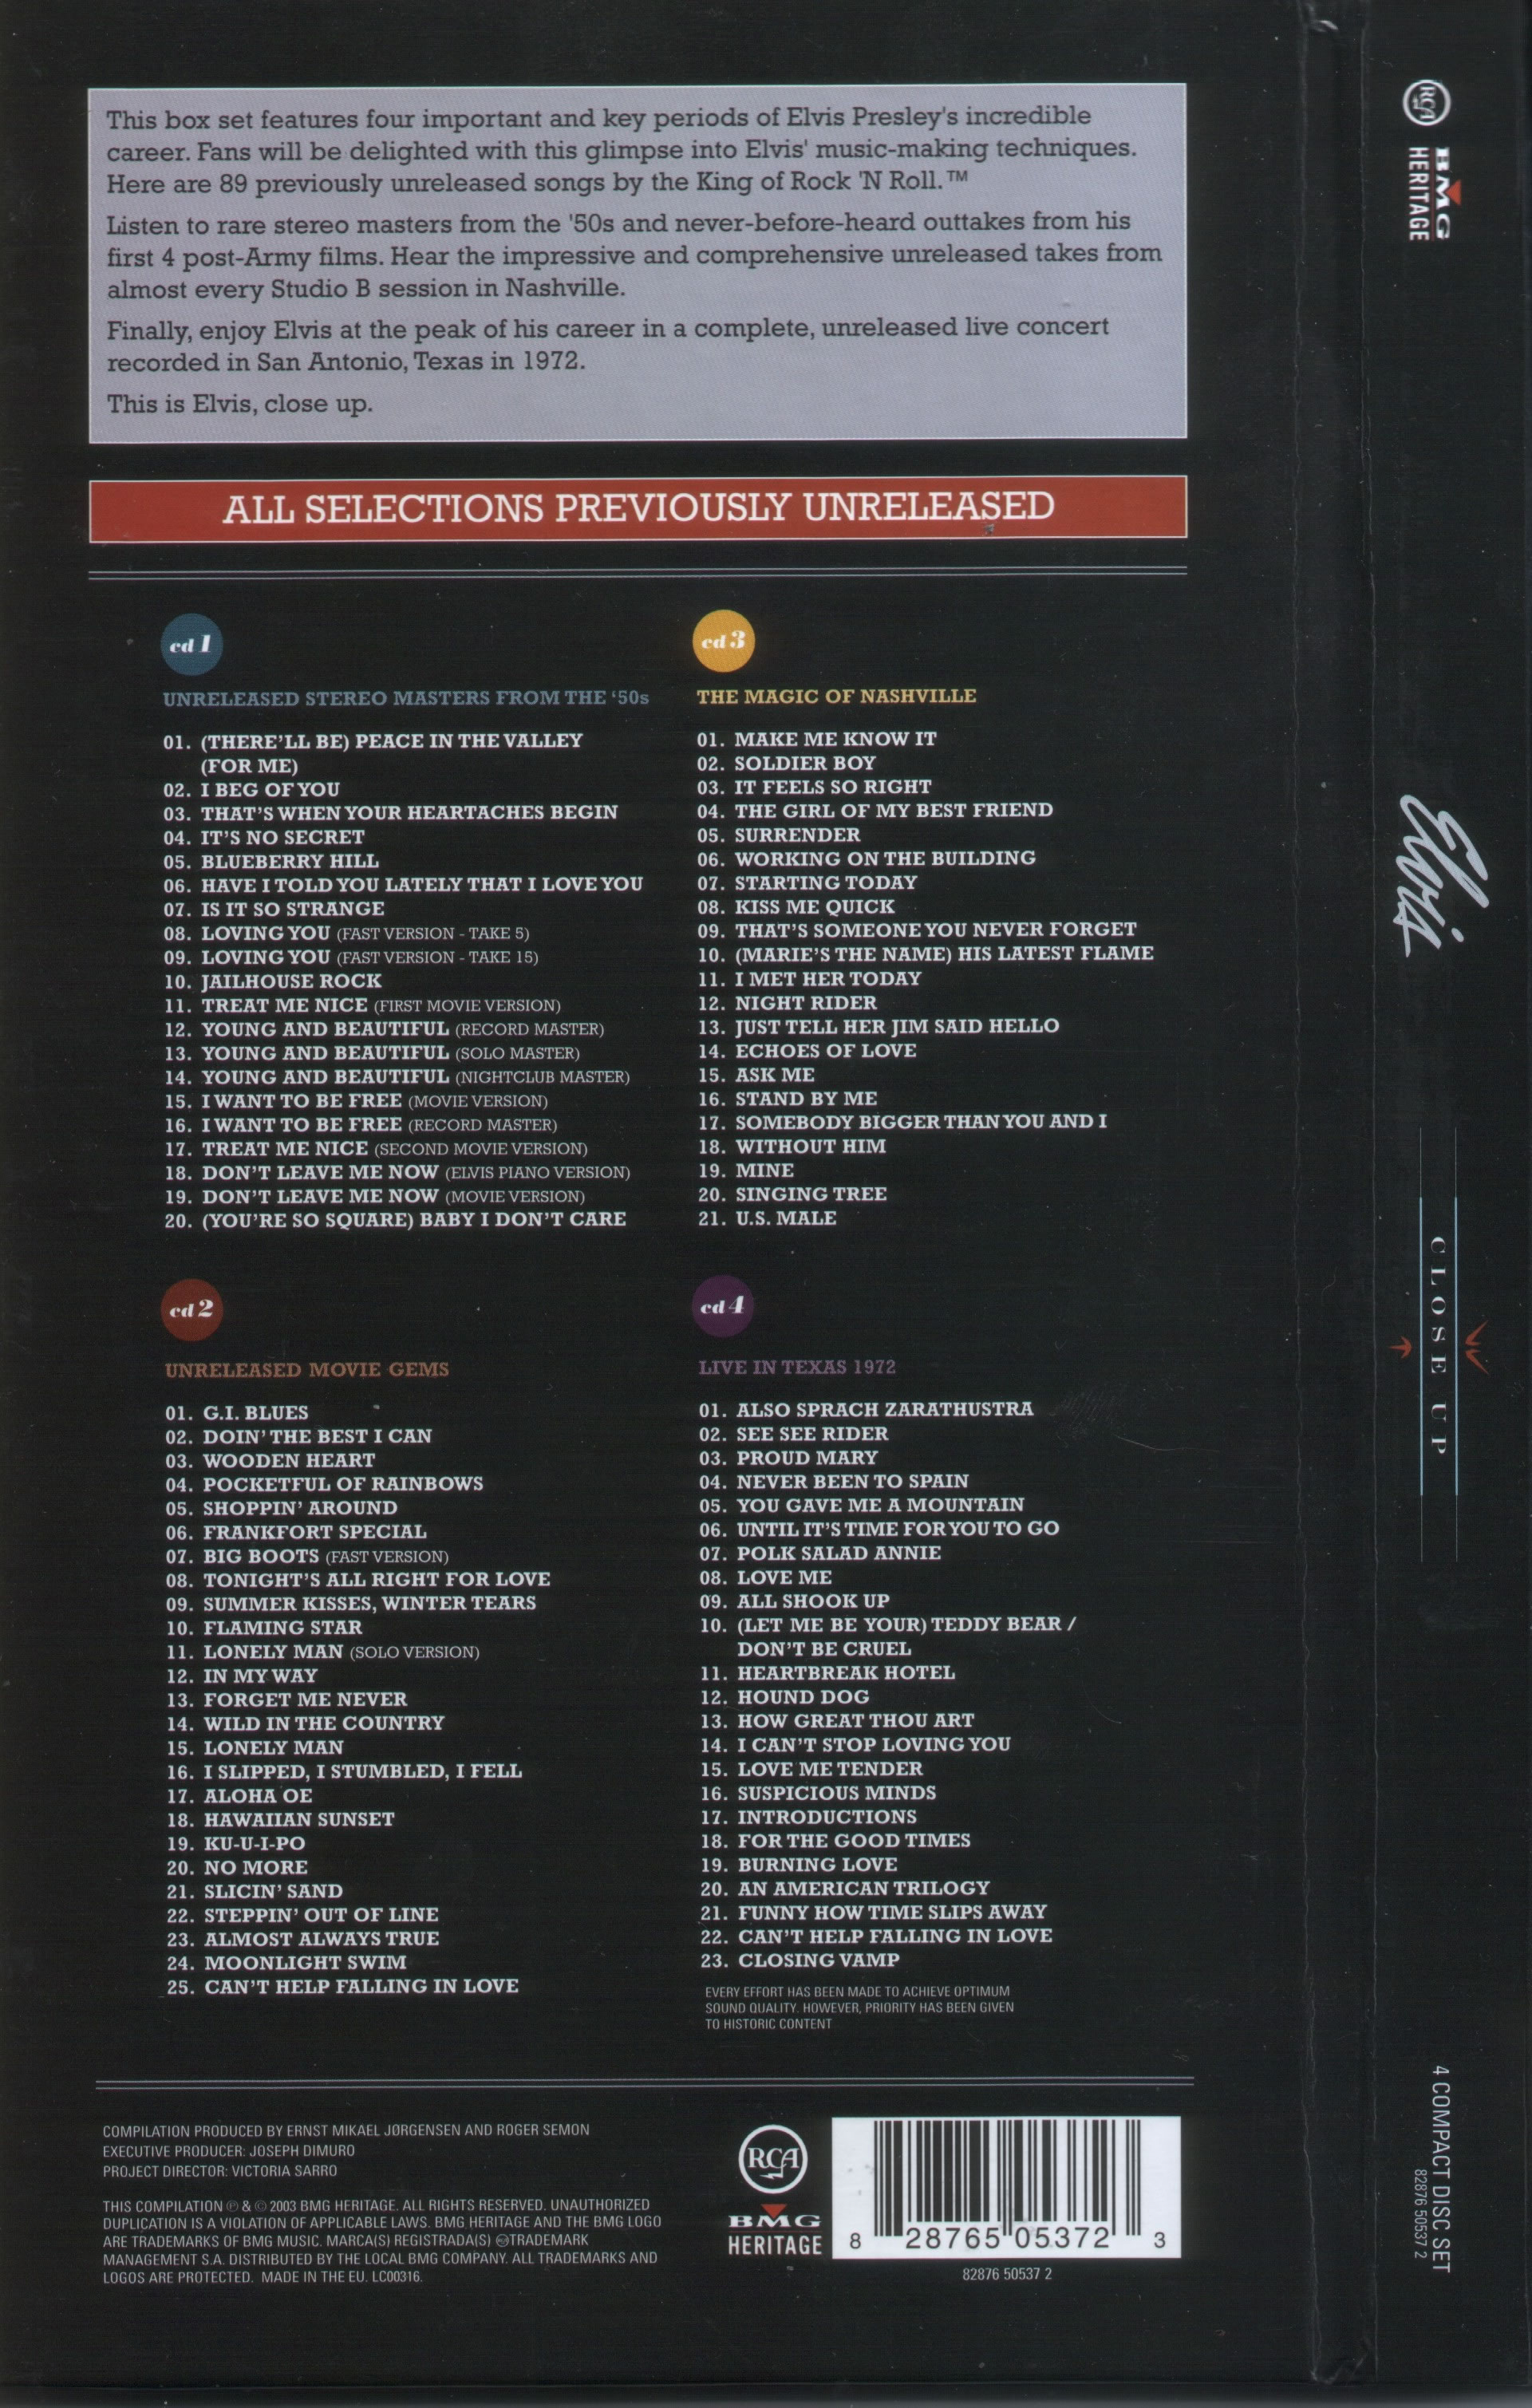 This box set features four important and key periods of Elvis Presley's incredible
career. Fans will be delighted with this glimpse into Elvis' music-making techniques.
Here are 89 previously unreleased songs by the King of Rock 'N Roll.™
Listen to rare stereo masters from the '50s and never-before-heard outtakes from his
first 4 post-Army films. Hear the impressive and comprehensive unreleased takes from
almost every Studio B session in Nashville.
Finally, enjoy Elvis at the peak of his career in a complete, unreleased live concert
recorded in San Antonio, Texas in 1972.
This is Elvis, close up.
ALL SELECTIONS PREVIOUSLY UNRELEASED
cd 1
UNRELEASED STEREO MASTERS FROM THE ‘50s
01. (THERE’LL BE) PEACE IN THE VALLEY
(FOR ME)
02. I BEG OF YOU
03. THAT’S WHEN YOUR HEARTACHES BEGIN
04. IT’S NO SECRET
05. BLUEBERRY HILL
06. HAVE I TOLD YOU LATELY THAT I LOVE YOU
07. IS IT SO STRANGE
08. LOVING YOU (FAST VERSION - TAKE 5)
09. LOVING YOU (FAST VERSION - TAKE 15)
10. JAILHOUSE ROCK
11. TREAT ME NICE (FIRST MOVIE VERSION)
12. YOUNG AND BEAUTIFUL (RECORD MASTER)
13. YOUNG AND BEAUTIFUL (SOLO MASTER)
14. YOUNG AND BEAUTIFUL (NIGHTCLUB MASTER)
15. I WANT TO BE FREE (MOVIE VERSION)
16. I WANT TO BE FREE (RECORD MASTER)
17. TREAT ME NICE (SECOND MOVIE VERSION)
18. DON’T LEAVE ME NOW (ELVIS PIANO VERSION)
19. DON’T LEAVE ME NOW (MOVIE VERSION)
20. (YOU’RE SO SQUARE) BABY I DON’T CARE
cd 2
UNRELEASED MOVIE GEMS
01. G.I. BLUES
02. DOIN’ THE BEST I CAN
03. WOODEN HEART
04. POCKETFUL OF RAINBOWS
05. SHOPPIN’ AROUND
06. FRANKFORT SPECIAL
07. BIG BOOTS (FAST VERSION)
08. TONIGHT’S ALL RIGHT FOR LOVE
09. SUMMER KISSES, WINTER TEARS
10. FLAMING STAR
11. LONELY MAN (SOLO VERSION)
12. IN MY WAY
13. FORGET ME NEVER
14. WILD IN THE COUNTRY
15. LONELY MAN
16. I SLIPPED, I STUMBLED, I FELL
17. ALOHA OE
18. HAWAIIAN SUNSET
19. KU-U-I-PO
20. NO MORE
21. SLICIN’ SAND
22. STEPPIN’ OUT OF LINE
23. ALMOST ALWAYS TRUE
24. MOONLIGHT SWIM
25. CAN’T HELP FALLING IN LOVE
cd 3
THE MAGIC OF NASHVILLE
01. MAKE ME KNOW IT
02. SOLDIER BOY
03. IT FEELS SO RIGHT
04. THE GIRL OF MY BEST FRIEND
05. SURRENDER
06. WORKING ON THE BUILDING
07. STARTING TODAY
08. KISS ME QUICK
09. THAT’S SOMEONE YOU NEVER FORGET
10. (MARIE’S THE NAME) HIS LATEST FLAME
11. I MET HER TODAY
12. NIGHT RIDER
13. JUST TELL HER JIM SAID HELLO
14. ECHOES OF LOVE
15. ASK ME
16. STAND BY ME
17. SOMEBODY BIGGER THAN YOU AND I
18. WITHOUT HIM
19. MINE
20. SINGING TREE
21. U.S. MALE
cd 4
LIVE IN TEXAS 1972
01. ALSO SPRACH ZARATHUSTRA
02. SEE SEE RIDER
03. PROUD MARY
04. NEVER BEEN TO SPAIN
05. YOU GAVE ME A MOUNTAIN
06. UNTIL IT’S TIME FOR YOU TO GO
07. POLK SALAD ANNIE
08. LOVE ME
09. ALL SHOOK UP
10. (LET ME BE YOUR) TEDDY BEAR /
DON’T BE CRUEL
11. HEARTBREAK HOTEL
12. HOUND DOG
13. HOW GREAT THOU ART
14. I CAN’T STOP LOVING YOU
15. LOVE ME TENDER
16. SUSPICIOUS MINDS
17. INTRODUCTIONS
18. FOR THE GOOD TIMES
19. BURNING LOVE
20. AN AMERICAN TRILOGY
21. FUNNY HOW TIME SLIPS AWAY
22. CAN’T HELP FALLING IN LOVE
23. CLOSING VAMP
EVERY EFFORT HAS BEEN MADE TO ACHIEVE OPTIMUM
SOUND QUALITY. HOWEVER, PRIORITY HAS BEEN GIVEN
TO HISTORIC CONTENT
COMPILATION PRODUCED BY ERNST MIKAEL JØRGENSEN AND ROGER SEMON
EXECUTIVE PRODUCER: JOSEPH DIMURO
PROJECT DIRECTOR: VICTORIA SARRO
THIS COMPILATION ℗ & © 2003 BMG HERITAGE. ALL RIGHTS RESERVED. UNAUTHORIZED
DUPLICATION IS A VIOLATION OF APPLICABLE LAWS. BMG HERITAGE AND THE BMG LOGO
ARE TRADEMARKS OF BMG MUSIC. MARCA(S) REGISTRADA(S) TRADEMARK
MANAGEMENT S.A. DISTRIBUTED BY THE LOCAL BMG COMPANY. ALL TRADEMARKS AND
LOGOS ARE PROTECTED. MADE IN THE EU. LC00316.
RCA
BMG
HERITAGE
8 28765 05372 3
82876 50537 2
RCA
BMG
HERITAGE
Elvis
CLOSE UP
4 COMPACT DISC SET
82876 50537 2